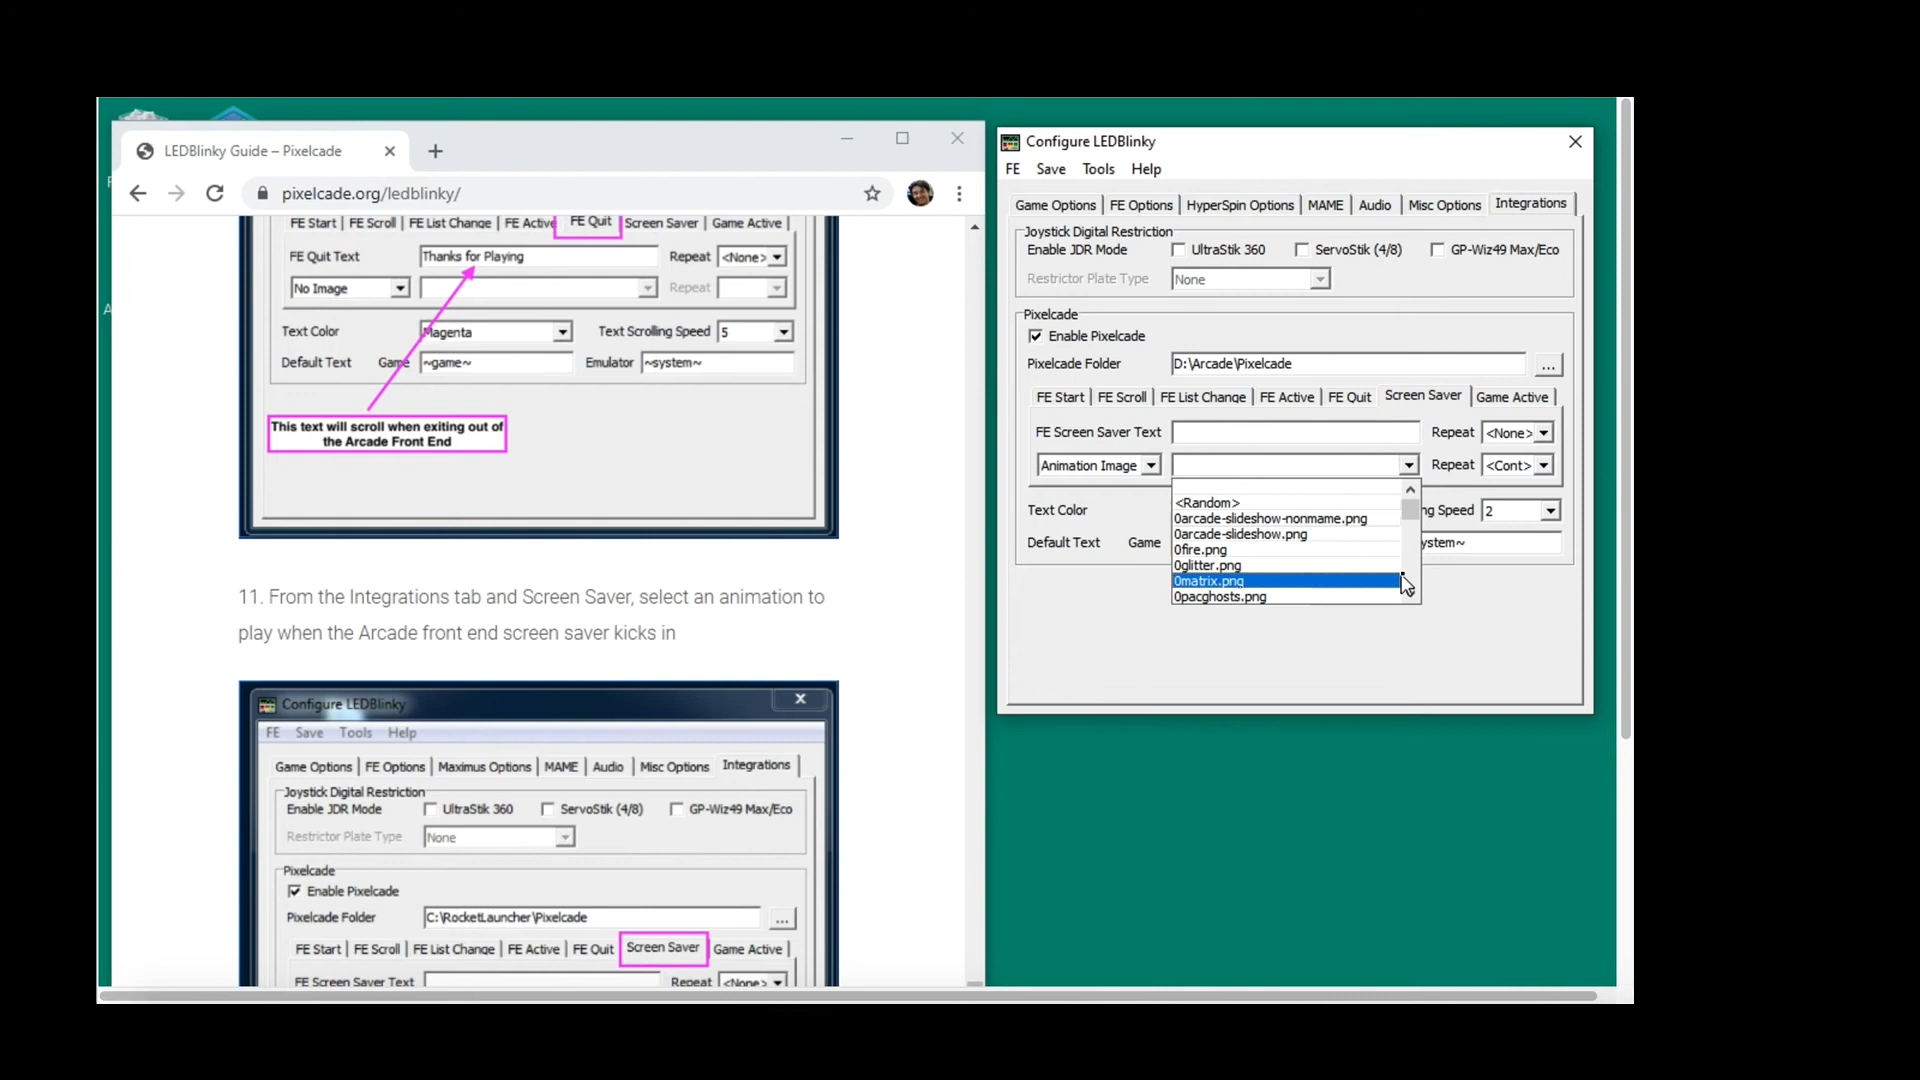 LEDBlinky Guide – Pixelcade
pixelcade.org/ledblinky/
FE Start | FE Scroll | FE List Change | FE Active FE Quit Screen Saver | Game Active |
FE Quit Text Thanks for Playing Repeat <None>
No Image Repeat
Text Color Magenta Text Scrolling Speed 5
Default Text Game ~game~ Emulator ~system~
This text will scroll when exiting out of
the Arcade Front End
11. From the Integrations tab and Screen Saver, select an animation to
play when the Arcade front end screen saver kicks in
Configure LEDBlinky
FE Save Tools Help
Game Options | FE Options | Maximus Options | MAME | Audio | Misc Options Integrations
Joystick Digital Restriction
Enable JDR Mode UltraStik 360 ServoStik (4/8) GP-Wiz49 Max/Eco
Restrictor Plate Type None
Pixelcade
Enable Pixelcade
Pixelcade Folder C:\RocketLauncher\Pixelcade ...
FE Start | FE Scroll | FE List Change | FE Active | FE Quit Screen Saver Game Active |
FE Screen Saver Text Repeat <None>
Configure LEDBlinky
FE Save Tools Help
Game Options | FE Options | HyperSpin Options | MAME | Audio | Misc Options Integrations
Joystick Digital Restriction
Enable JDR Mode UltraStik 360 ServoStik (4/8) GP-Wiz49 Max/Eco
Restrictor Plate Type None
Pixelcade
Enable Pixelcade
Pixelcade Folder D:\Arcade\Pixelcade ...
FE Start | FE Scroll | FE List Change | FE Active | FE Quit Screen Saver Game Active |
FE Screen Saver Text Repeat <None>
Animation Image Repeat <Cont>
<Random>
0arcade-slideshow-nonmame.png
0arcade-slideshow.png
0fire.png
0glitter.png
0matrix.png
0pacghosts.png
Text Color ng Speed 2
Default Text Game ystem~